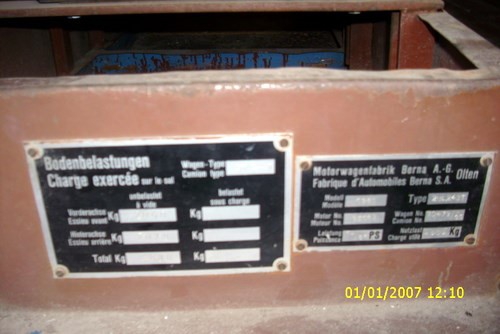 Bodenbelastungen
Charge exercée sur le sol
Wagen-Type
Camion type
unbelastet
à vide
belastet
sous charge
Vorderachse
Essieu avant
Kg
Kg
Hinterachse
Essieu arrière
Kg
Kg
Total Kg
Kg
Motorwagenfabrik Berna A.-G.
Fabrique d'Automobiles Berna S.A.
Olten
Modell
Modèle
Type
Motor No.
Moteur No.
Wagen No.
Camion No.
Leistung
Puissance
PS
Nutzlast
Charge utile
Kg
01/01/2007 12:10